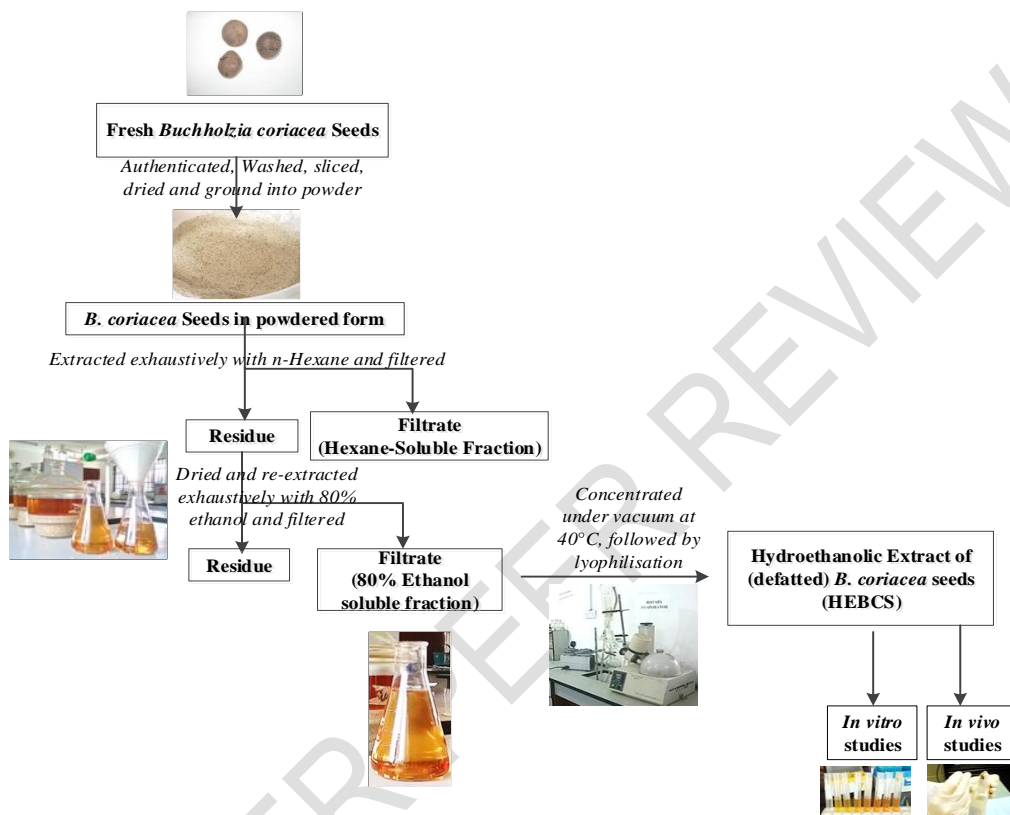 Fresh Buchholzia coriacea Seeds
Authenticated, Washed, sliced,
dried and ground into powder
B. coriacea Seeds in powdered form
Extracted exhaustively with n-Hexane and filtered
Residue
Filtrate
(Hexane-Soluble Fraction)
Dried and re-extracted
exhaustively with 80%
ethanol and filtered
Residue
Filtrate
(80% Ethanol
soluble fraction)
Concentrated
under vacuum at
40°C, followed by
lyophilisation
ROTARY
EVAPORATOR
Hydroethanolic Extract of
(defatted) B. coriacea seeds
(HEBCS)
In vitro
studies
In vivo
studies
PEER REVIEW